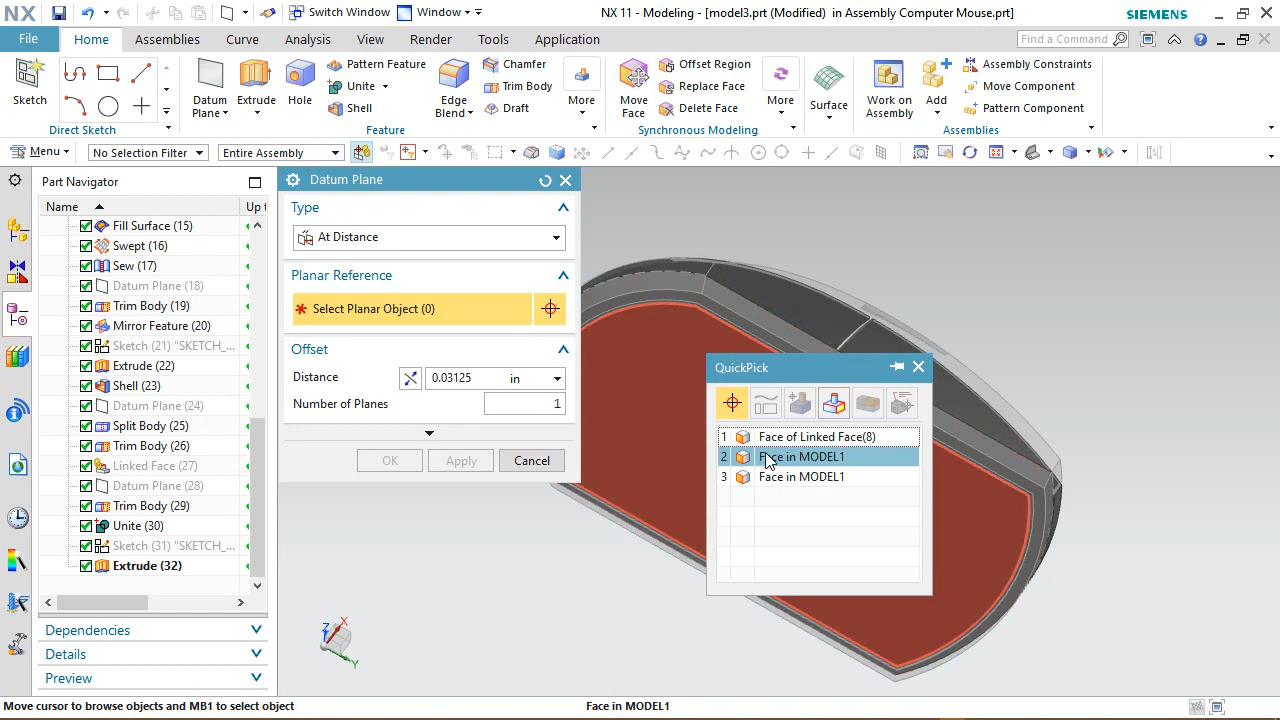 NX Switch Window Window NX 11 - Modeling - [model3.prt (Modified) in Assembly Computer Mouse.prt] SIEMENS
File Home Assemblies Curve Analysis View Render Tools Application Find a Command
Sketch
Direct Sketch
Datum Plane
Extrude
Hole
Pattern Feature
Unite
Shell
Edge Blend
Chamfer
Trim Body
Draft
More
Feature
Move Face
Offset Region
Replace Face
Delete Face
More
Synchronous Modeling
Surface
Work on Assembly
Add
Assembly Constraints
Move Component
Pattern Component
Assemblies
Menu No Selection Filter Entire Assembly
Part Navigator
Name Up t
Fill Surface (15)
Swept (16)
Sew (17)
Datum Plane (18)
Trim Body (19)
Mirror Feature (20)
Sketch (21) "SKETCH_...
Extrude (22)
Shell (23)
Datum Plane (24)
Split Body (25)
Trim Body (26)
Linked Face (27)
Datum Plane (28)
Trim Body (29)
Unite (30)
Sketch (31) "SKETCH_...
Extrude (32)
Dependencies
Details
Preview
Datum Plane
Type
At Distance
Planar Reference
* Select Planar Object (0)
Offset
Distance 0.03125 in
Number of Planes 1
OK Apply Cancel
QuickPick
1 Face of Linked Face(8)
2 Face in MODEL1
3 Face in MODEL1
Z X
Y
Move cursor to browse objects and MB1 to select object Face in MODEL1